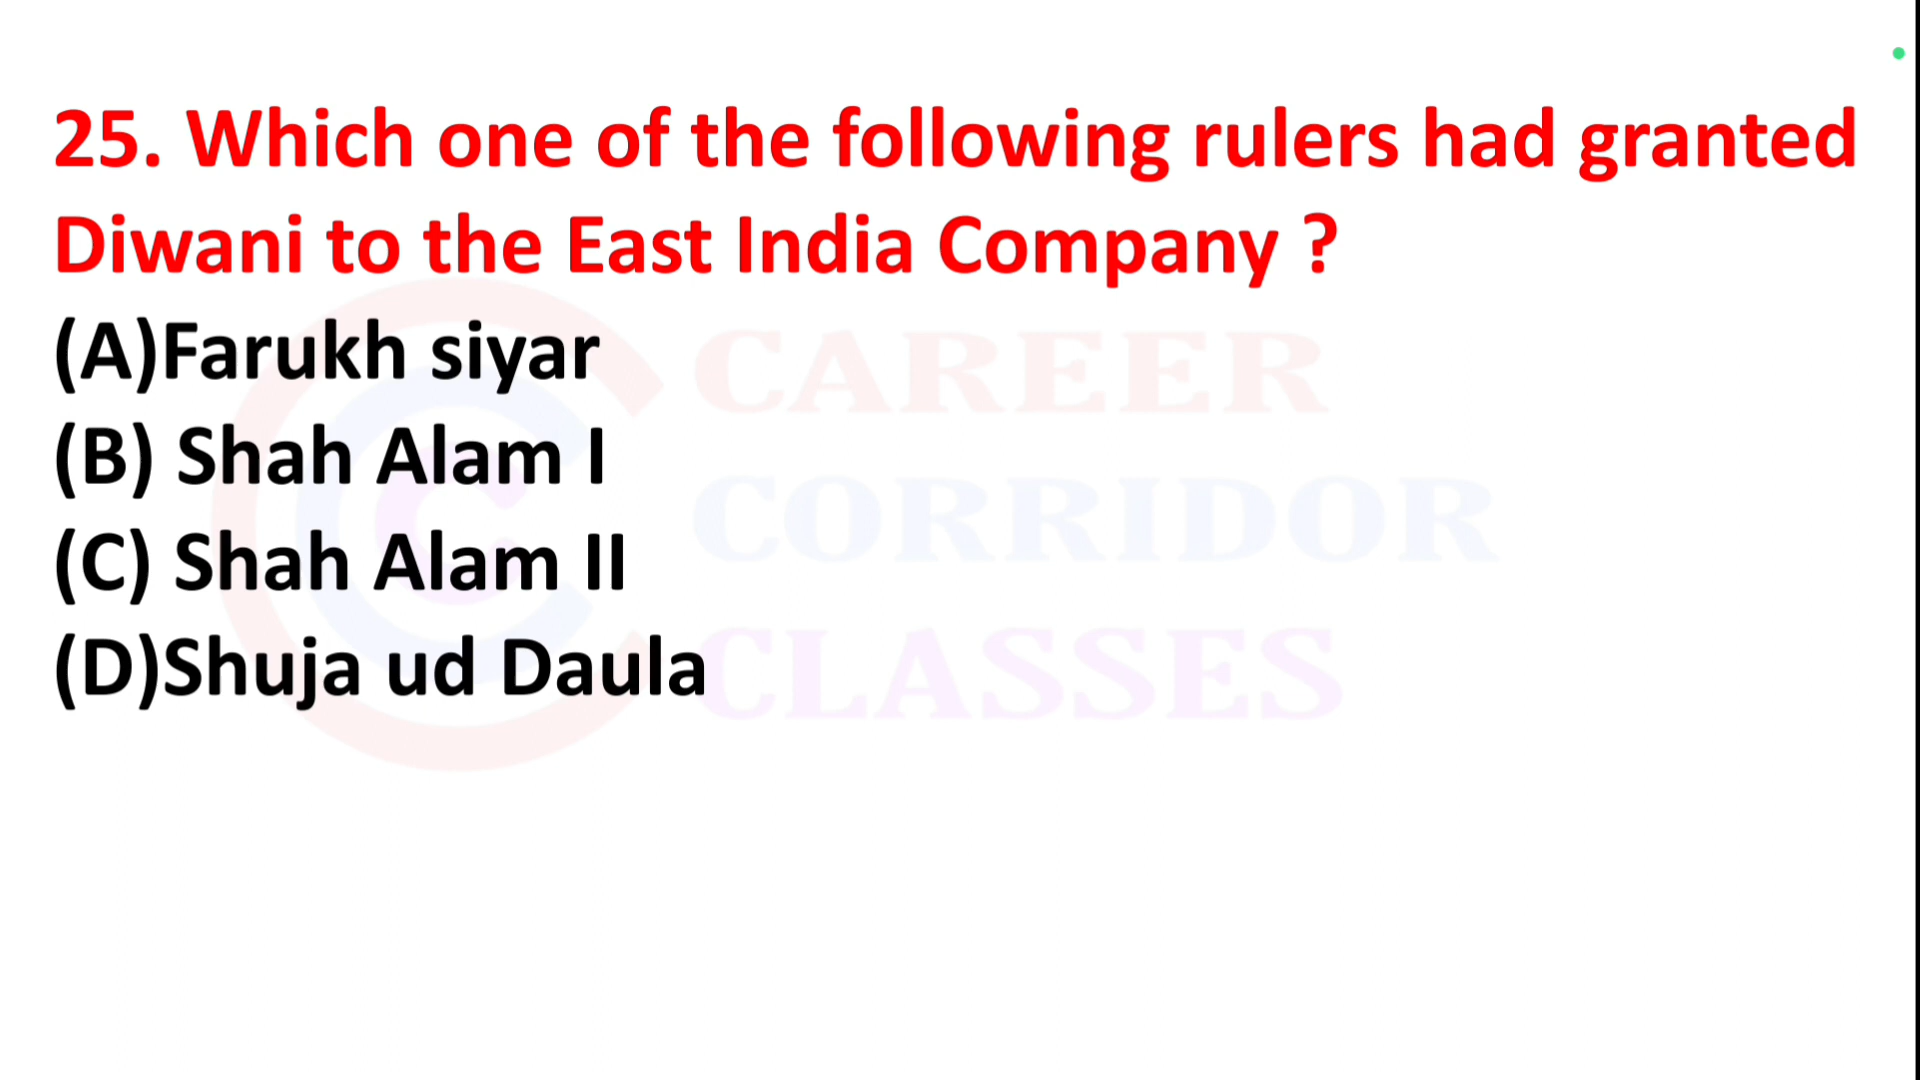 25. Which one of the following rulers had granted
Diwani to the East India Company ?
(A)Farukh siyar
(B) Shah Alam I
(C) Shah Alam II
(D)Shuja ud Daula
CAREER
CORRIDOR
CLASSES